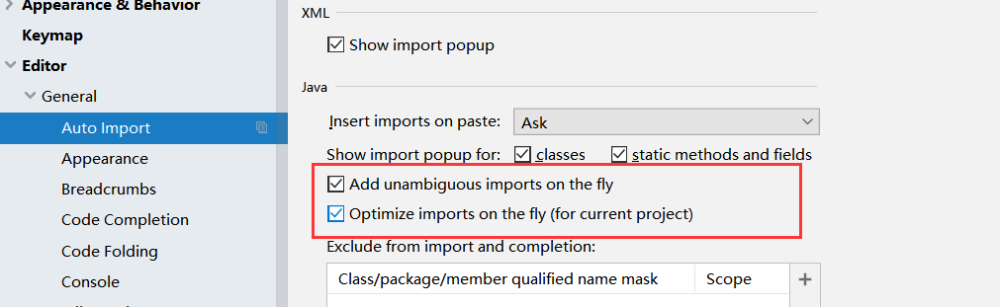 Appearance & Behavior
Keymap
Editor
General
Auto Import
Appearance
Breadcrumbs
Code Completion
Code Folding
Console
XML
Show import popup
Java
Insert imports on paste: Ask
Show import popup for: classes static methods and fields
Add unambiguous imports on the fly
Optimize imports on the fly (for current project)
Exclude from import and completion:
Class/package/member qualified name mask Scope +